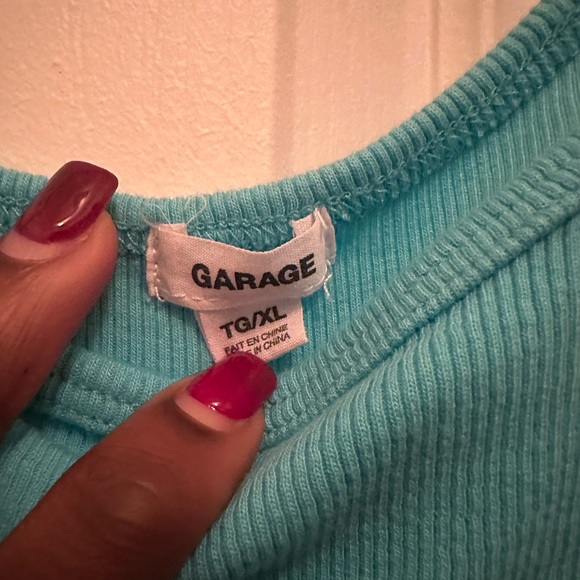 GARAGE
TG/XL
FAIT EN CHINE
IN CHINA